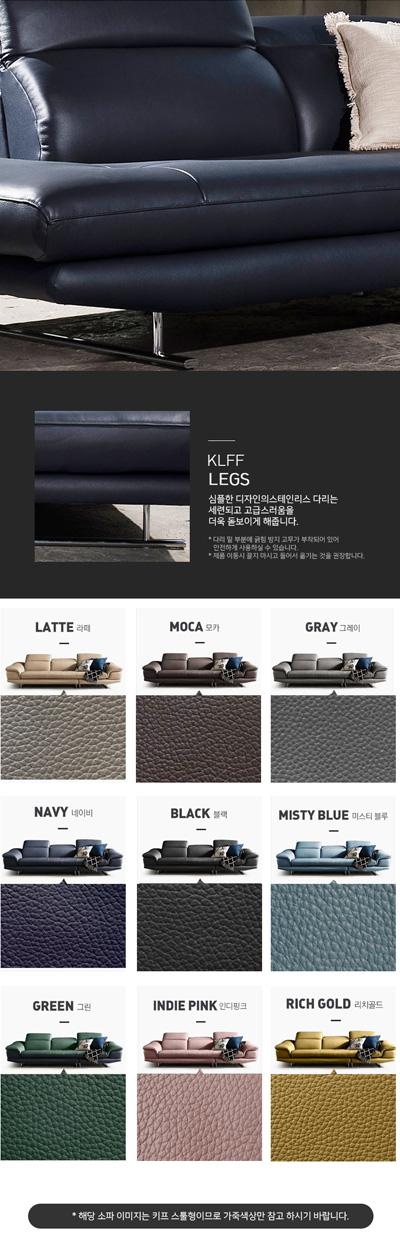 KLFF
LEGS
심플한 디자인의스테인리스 다리는
세련되고 고급스러움을
더욱 돋보이게 해줍니다.
* 다리 밑 부분에 긁힘 방지 고무가 부착되어 있어
안전하게 사용하실 수 있습니다.
* 제품 이동시 끌지 마시고 들어서 옮기는 것을 권장합니다.
LATTE 라떼
MOCA 모카
GRAY 그레이
NAVY 네이비
BLACK 블랙
MISTY BLUE 미스티 블루
GREEN 그린
INDIE PINK 인디핑크
RICH GOLD 리치골드
* 해당 소파 이미지는 키프 스툴형이므로 가죽색상만 참고 하시기 바랍니다.